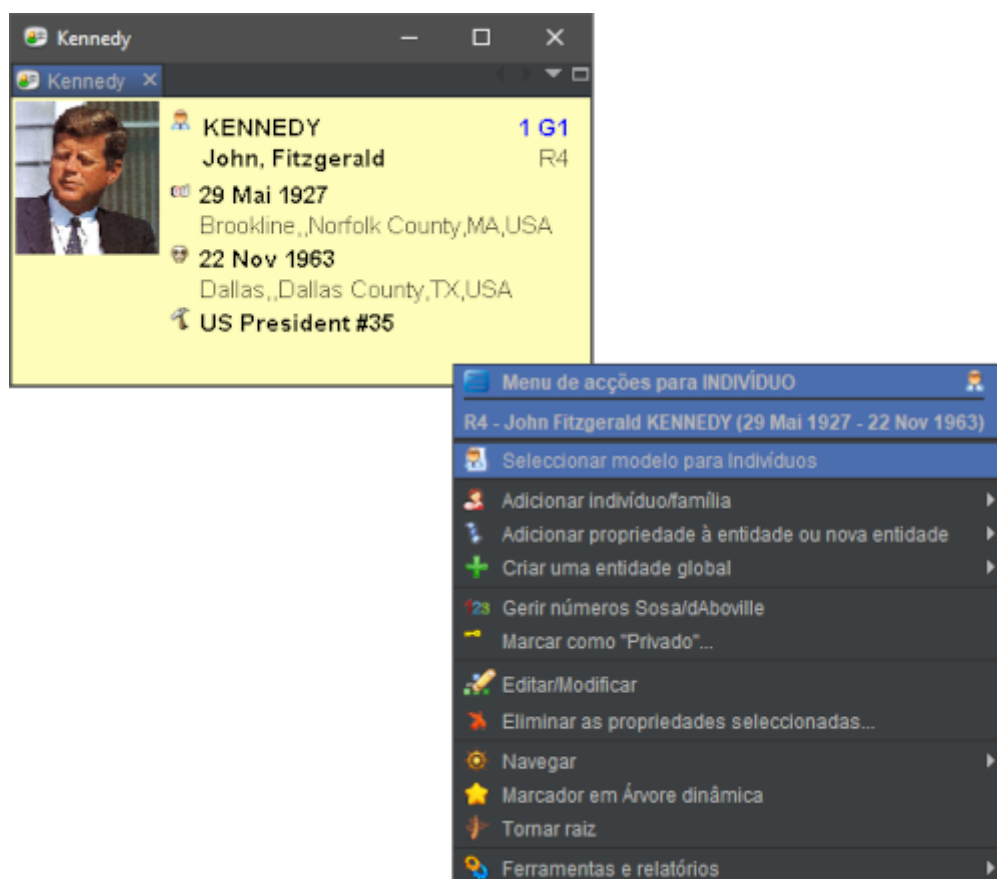 Kennedy
Kennedy
KENNEDY 1 G1
John, Fitzgerald R4
29 Mai 1927
Brookline,,Norfolk County,MA,USA
22 Nov 1963
Dallas,,Dallas County,TX,USA
US President #35
Menu de acções para INDIVÍDUO
R4 - John Fitzgerald KENNEDY (29 Mai 1927 - 22 Nov 1963)
Seleccionar modelo para Indivíduos
Adicionar indivíduo/família
Adicionar propriedade à entidade ou nova entidade
Criar uma entidade global
123 Gerir números Sosa/dAboville
Marcar como "Privado"...
Editar/Modificar
Eliminar as propriedades seleccionadas...
Navegar
Marcador em Árvore dinâmica
Tornar raiz
Ferramentas e relatórios